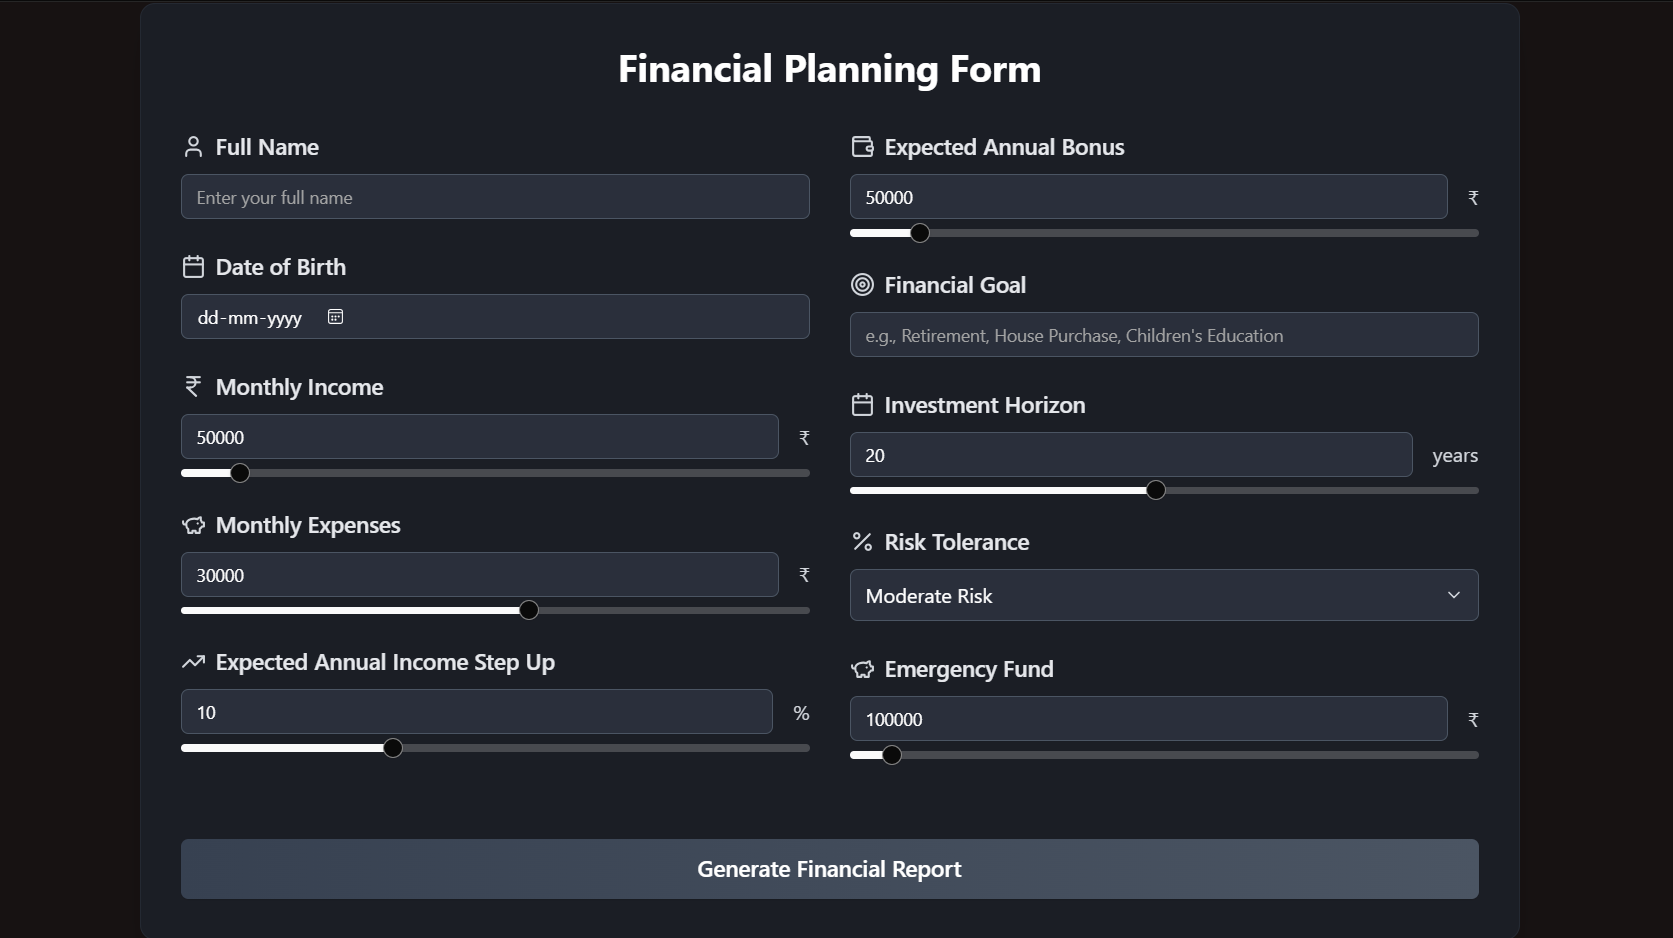 Financial Planning Form
Full Name
Enter your full name
Date of Birth
dd-mm-yyyy
Monthly Income
50000 ₹
Monthly Expenses
30000 ₹
Expected Annual Income Step Up
10 %
Expected Annual Bonus
50000 ₹
Financial Goal
e.g., Retirement, House Purchase, Children's Education
Investment Horizon
20 years
Risk Tolerance
Moderate Risk
Emergency Fund
100000 ₹
Generate Financial Report